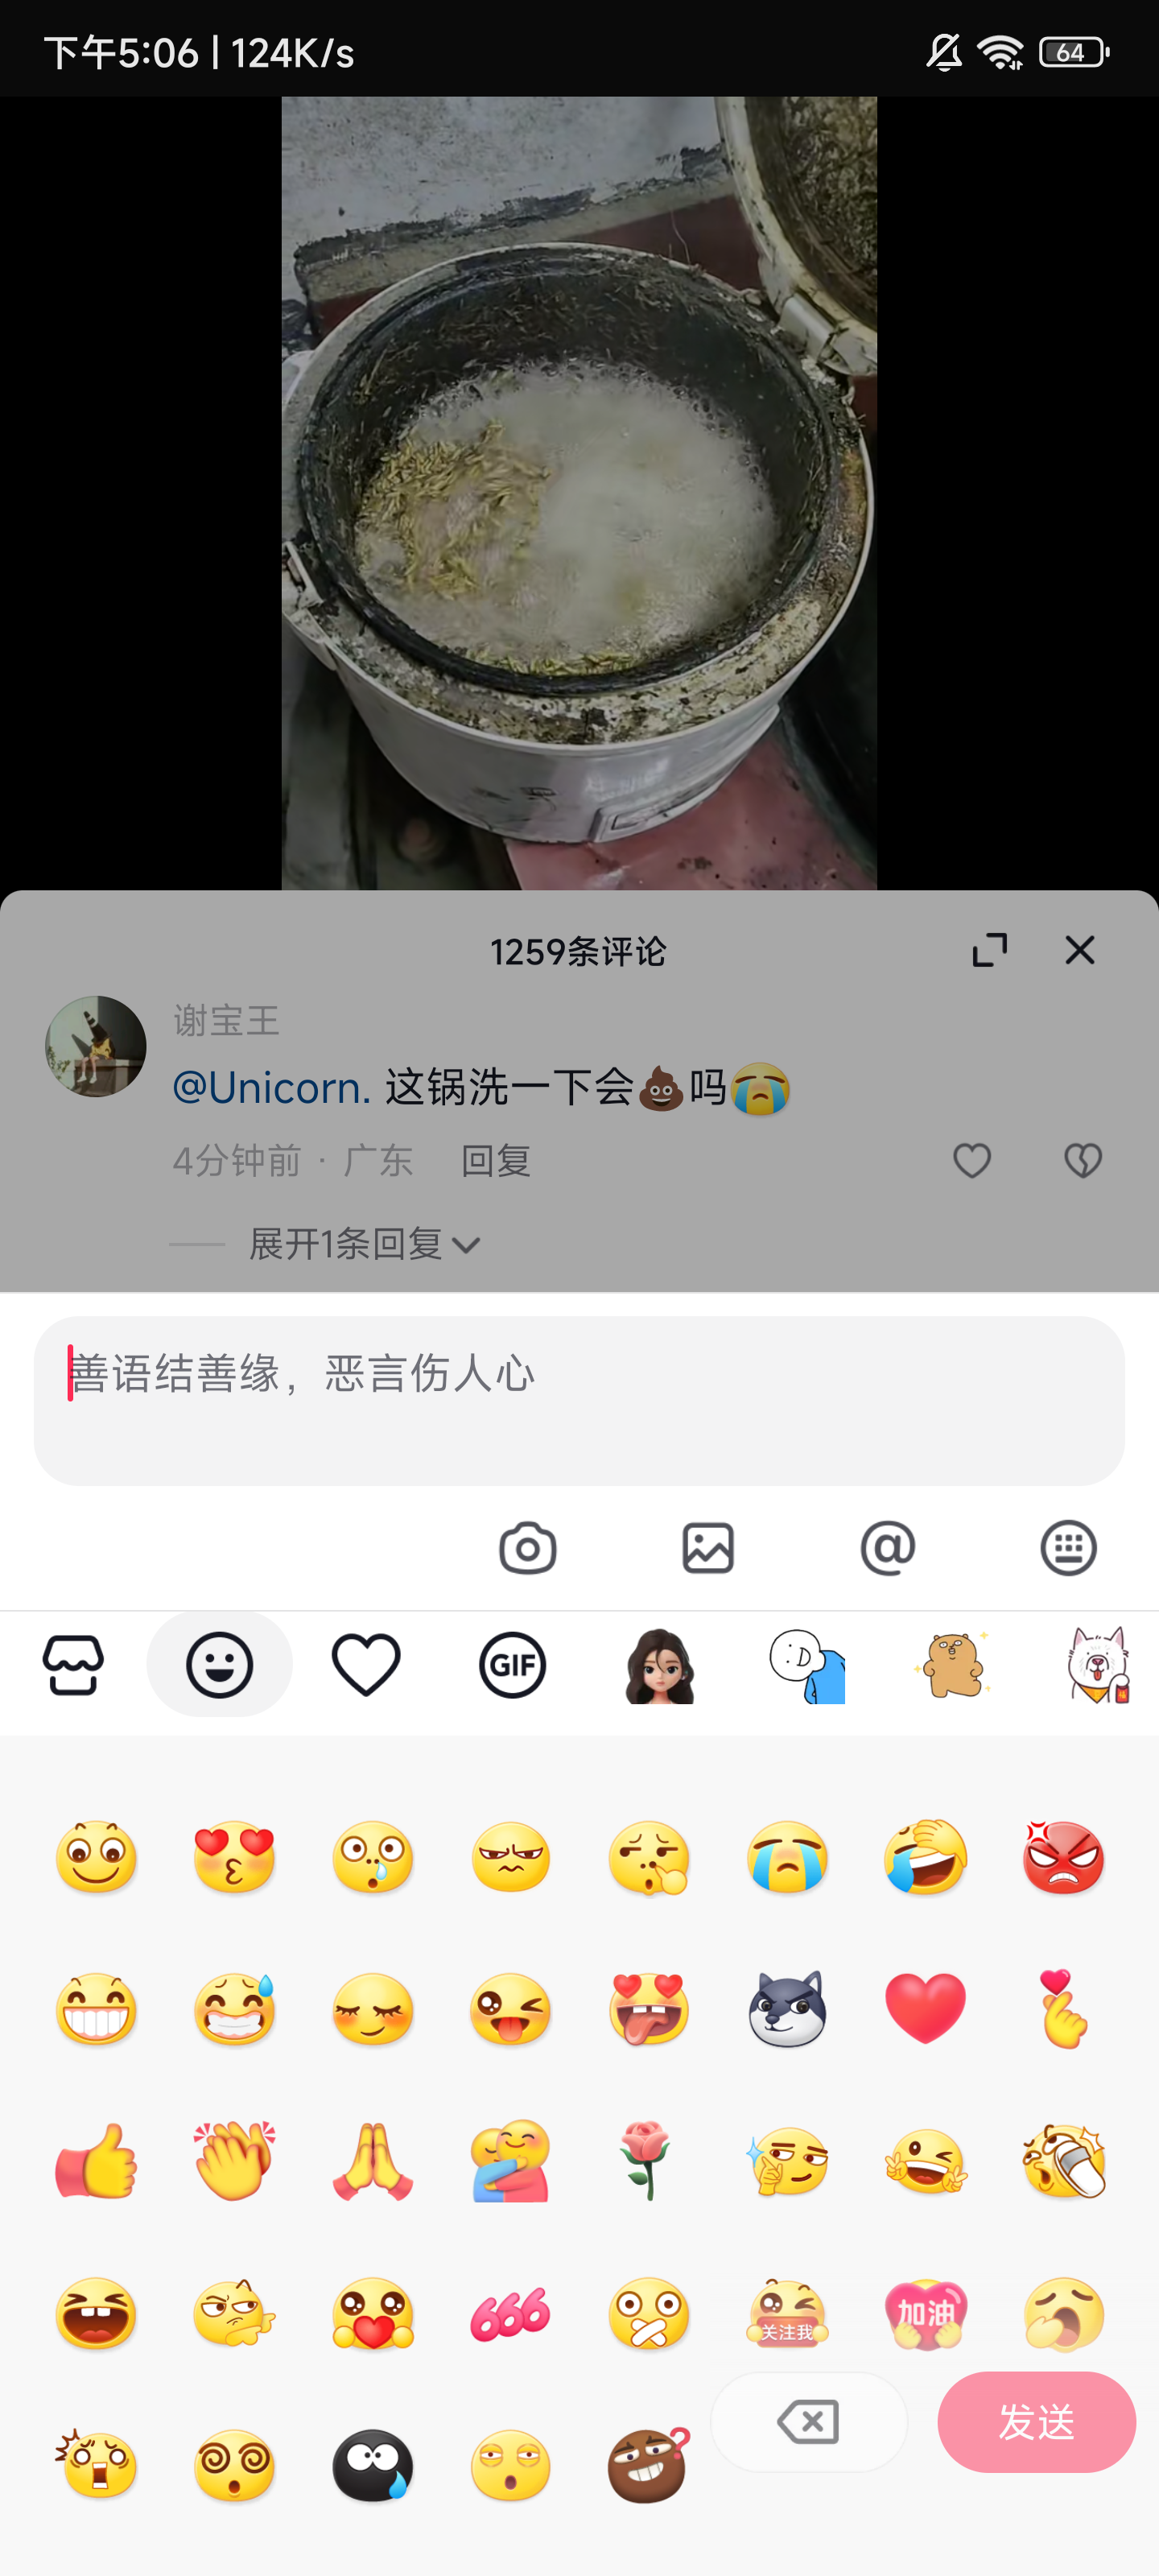 下午5:06 | 124K/s
64
1259条评论
谢宝王
@Unicorn. 这锅洗一下会💩吗😭
4分钟前 · 广东 回复
展开1条回复
善语结善缘，恶言伤人心
GIF
666
关注我
加油
发送